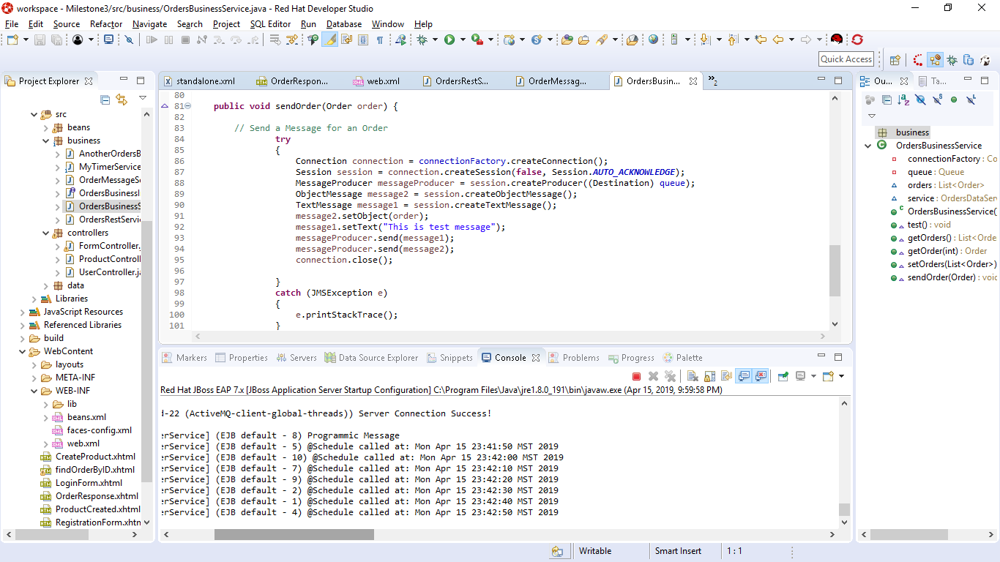 workspace - Milestone3/src/business/OrdersBusinessService.java - Red Hat Developer Studio
File Edit Source Refactor Navigate Search Project SQL Editor Run Database Window Help
Quick Access
Project Explorer
src
beans
business
AnotherOrdersB
MyTimerService
OrderMessageSe
OrdersBusinessI
OrdersBusinessS
OrdersRestServi
controllers
FormController.
ProductControll
UserController.ja
data
Libraries
JavaScript Resources
Referenced Libraries
build
WebContent
layouts
META-INF
WEB-INF
lib
beans.xml
faces-config.xml
web.xml
CreateProduct.xhtml
findOrderByID.xhtml
LoginForm.xhtml
OrderResponse.xhtml
ProductCreated.xhtml
RegistrationForm.xhtm
standalone.xml OrderRespon... web.xml OrdersRestS... OrderMessag... OrdersBusin... »2
80
81 public void sendOrder(Order order) {
82
83 // Send a Message for an Order
84 try
85 {
86 Connection connection = connectionFactory.createConnection();
87 Session session = connection.createSession(false, Session.AUTO_ACKNOWLEDGE);
88 MessageProducer messageProducer = session.createProducer((Destination) queue);
89 ObjectMessage message2 = session.createObjectMessage();
90 TextMessage message1 = session.createTextMessage();
91 message2.setObject(order);
92 message1.setText("This is test message");
93 messageProducer.send(message1);
94 messageProducer.send(message2);
95 connection.close();
96
97 }
98 catch (JMSException e)
99 {
100 e.printStackTrace();
101 }
Markers Properties Servers Data Source Explorer Snippets Console Problems Progress Palette
Red Hat JBoss EAP 7.x [JBoss Application Server Startup Configuration] C:\Program Files\Java\jre1.8.0_191\bin\javaw.exe (Apr 15, 2019, 9:59:58 PM)
d-22 (ActiveMQ-client-global-threads)) Server Connection Success!
erService] (EJB default - 8) Programmic Message
erService] (EJB default - 5) @Schedule called at: Mon Apr 15 23:41:50 MST 2019
erService] (EJB default - 10) @Schedule called at: Mon Apr 15 23:42:00 MST 2019
erService] (EJB default - 7) @Schedule called at: Mon Apr 15 23:42:10 MST 2019
erService] (EJB default - 9) @Schedule called at: Mon Apr 15 23:42:20 MST 2019
erService] (EJB default - 2) @Schedule called at: Mon Apr 15 23:42:30 MST 2019
erService] (EJB default - 1) @Schedule called at: Mon Apr 15 23:42:40 MST 2019
erService] (EJB default - 4) @Schedule called at: Mon Apr 15 23:42:50 MST 2019
Ou... Ta...
business
OrdersBusinessService
connectionFactory : Co
queue : Queue
orders : List<Order>
service : OrdersDataSer
OrdersBusinessService(
test() : void
getOrders() : List<Orde
getOrder(int) : Order
setOrders(List<Order>)
sendOrder(Order) : voic
Writable Smart Insert 1 : 1